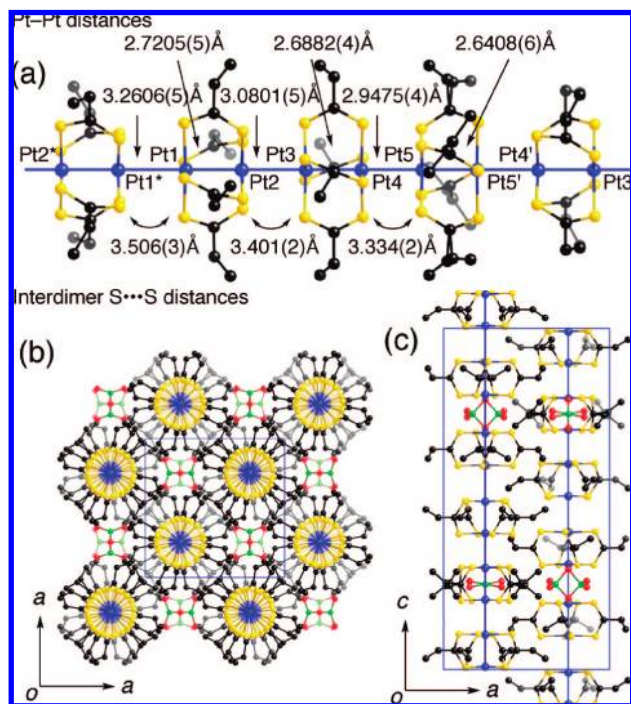 Pt–Pt distances
2.7205(5)Å 2.6882(4)Å 2.6408(6)Å
(a)
3.2606(5)Å 3.0801(5)Å 2.9475(4)Å
Pt2* Pt1 Pt3 Pt5 Pt4'
Pt1* Pt2 Pt4 Pt5' Pt3
3.506(3)Å 3.401(2)Å 3.334(2)Å
Interdimer S•••S distances
(b)
a
o a
(c)
c
o a